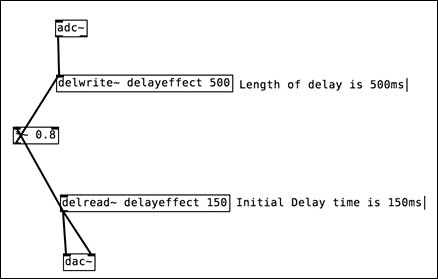 adc~
delwrite~ delayeffect 500 Length of delay is 500ms
*~ 0.8
delread~ delayeffect 150 Initial Delay time is 150ms
dac~